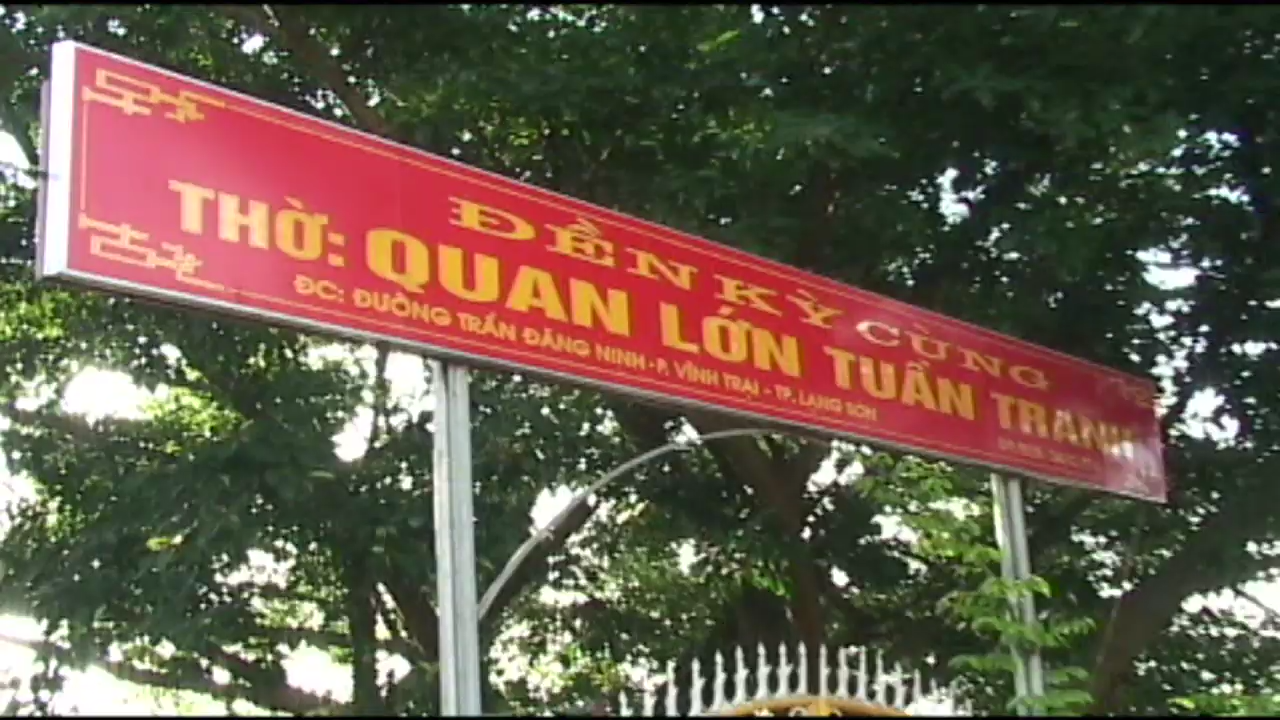 ĐỀN KỲ CÙNG
THỜ: QUAN LỚN TUẦN TRANH
ĐC: ĐƯỜNG TRẦN ĐĂNG NINH - P. VĨNH TRẠI - TP. LẠNG SƠN